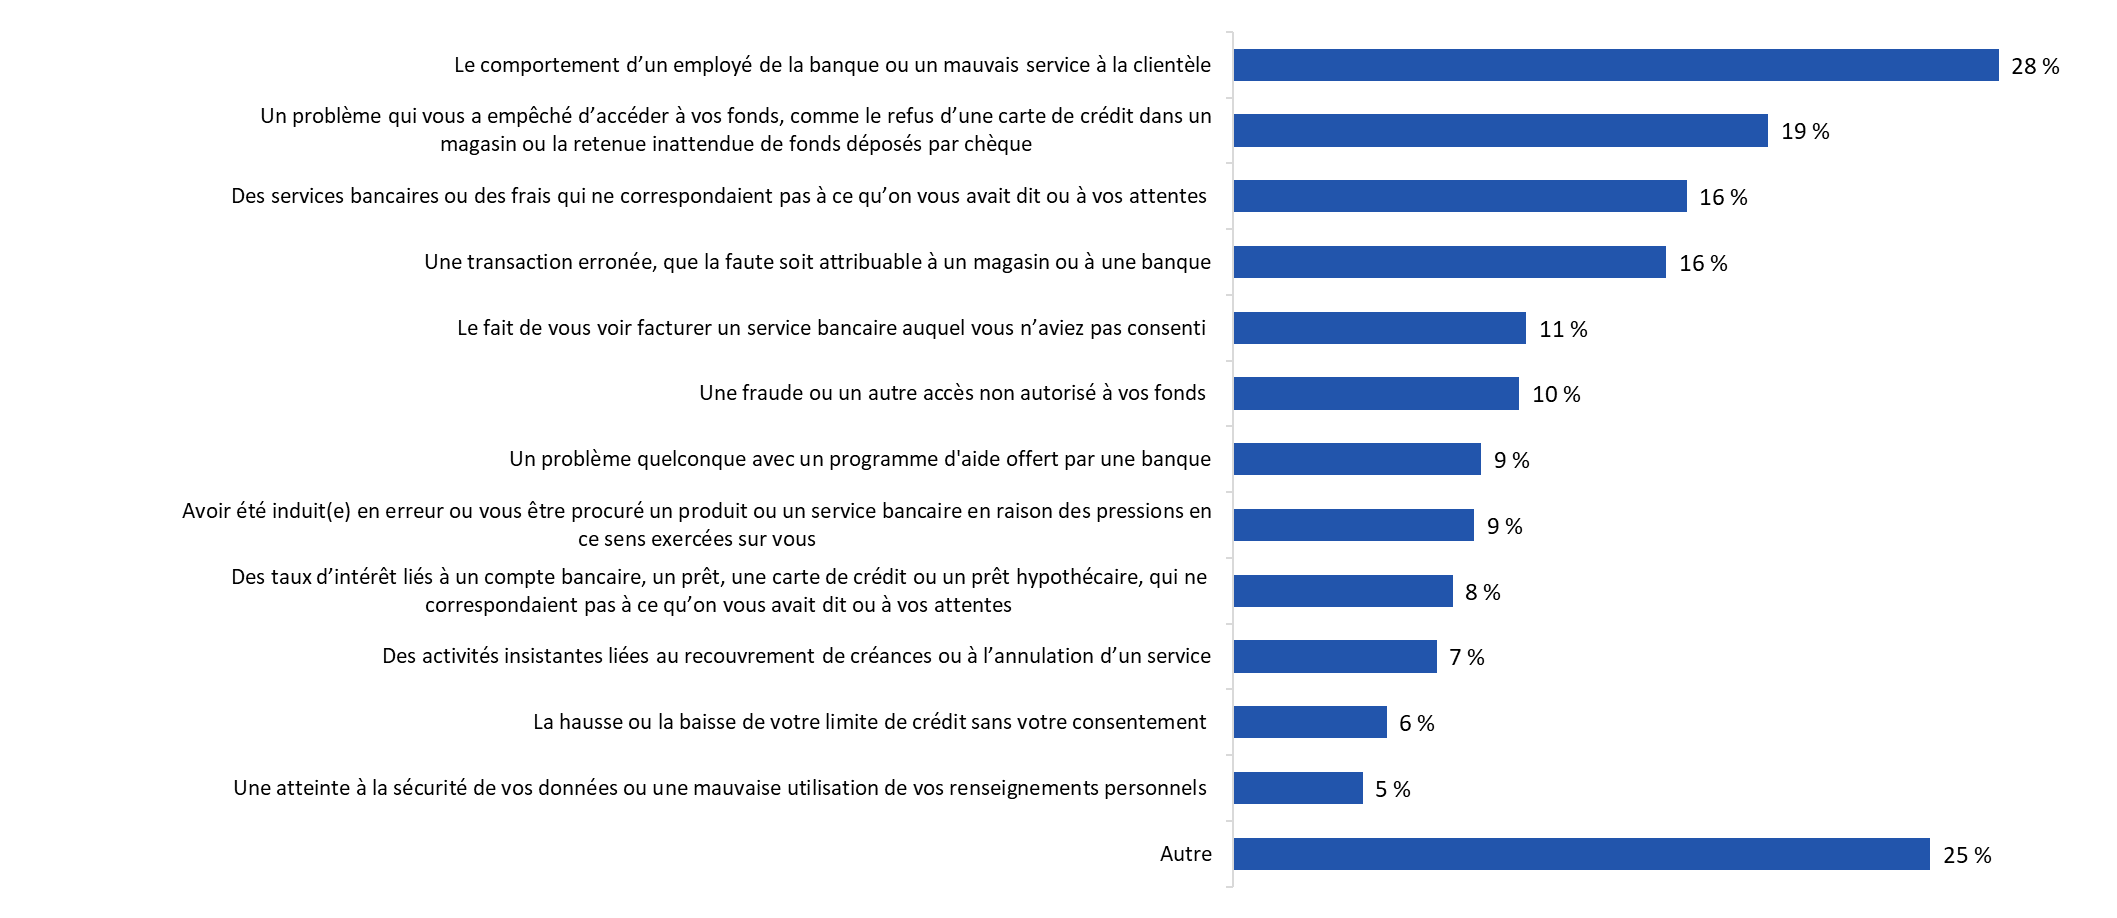 Le comportement d’un employé de la banque ou un mauvais service à la clientèle
28 %
Un problème qui vous a empêché d’accéder à vos fonds, comme le refus d’une carte de crédit dans un
magasin ou la retenue inattendue de fonds déposés par chèque
19 %
Des services bancaires ou des frais qui ne correspondaient pas à ce qu’on vous avait dit ou à vos attentes
16 %
Une transaction erronée, que la faute soit attribuable à un magasin ou à une banque
16 %
Le fait de vous voir facturer un service bancaire auquel vous n’aviez pas consenti
11 %
Une fraude ou un autre accès non autorisé à vos fonds
10 %
Un problème quelconque avec un programme d'aide offert par une banque
9 %
Avoir été induit(e) en erreur ou vous être procuré un produit ou un service bancaire en raison des pressions en
ce sens exercées sur vous
9 %
Des taux d’intérêt liés à un compte bancaire, un prêt, une carte de crédit ou un prêt hypothécaire, qui ne
correspondaient pas à ce qu’on vous avait dit ou à vos attentes
8 %
Des activités insistantes liées au recouvrement de créances ou à l’annulation d’un service
7 %
La hausse ou la baisse de votre limite de crédit sans votre consentement
6 %
Une atteinte à la sécurité de vos données ou une mauvaise utilisation de vos renseignements personnels
5 %
Autre
25 %